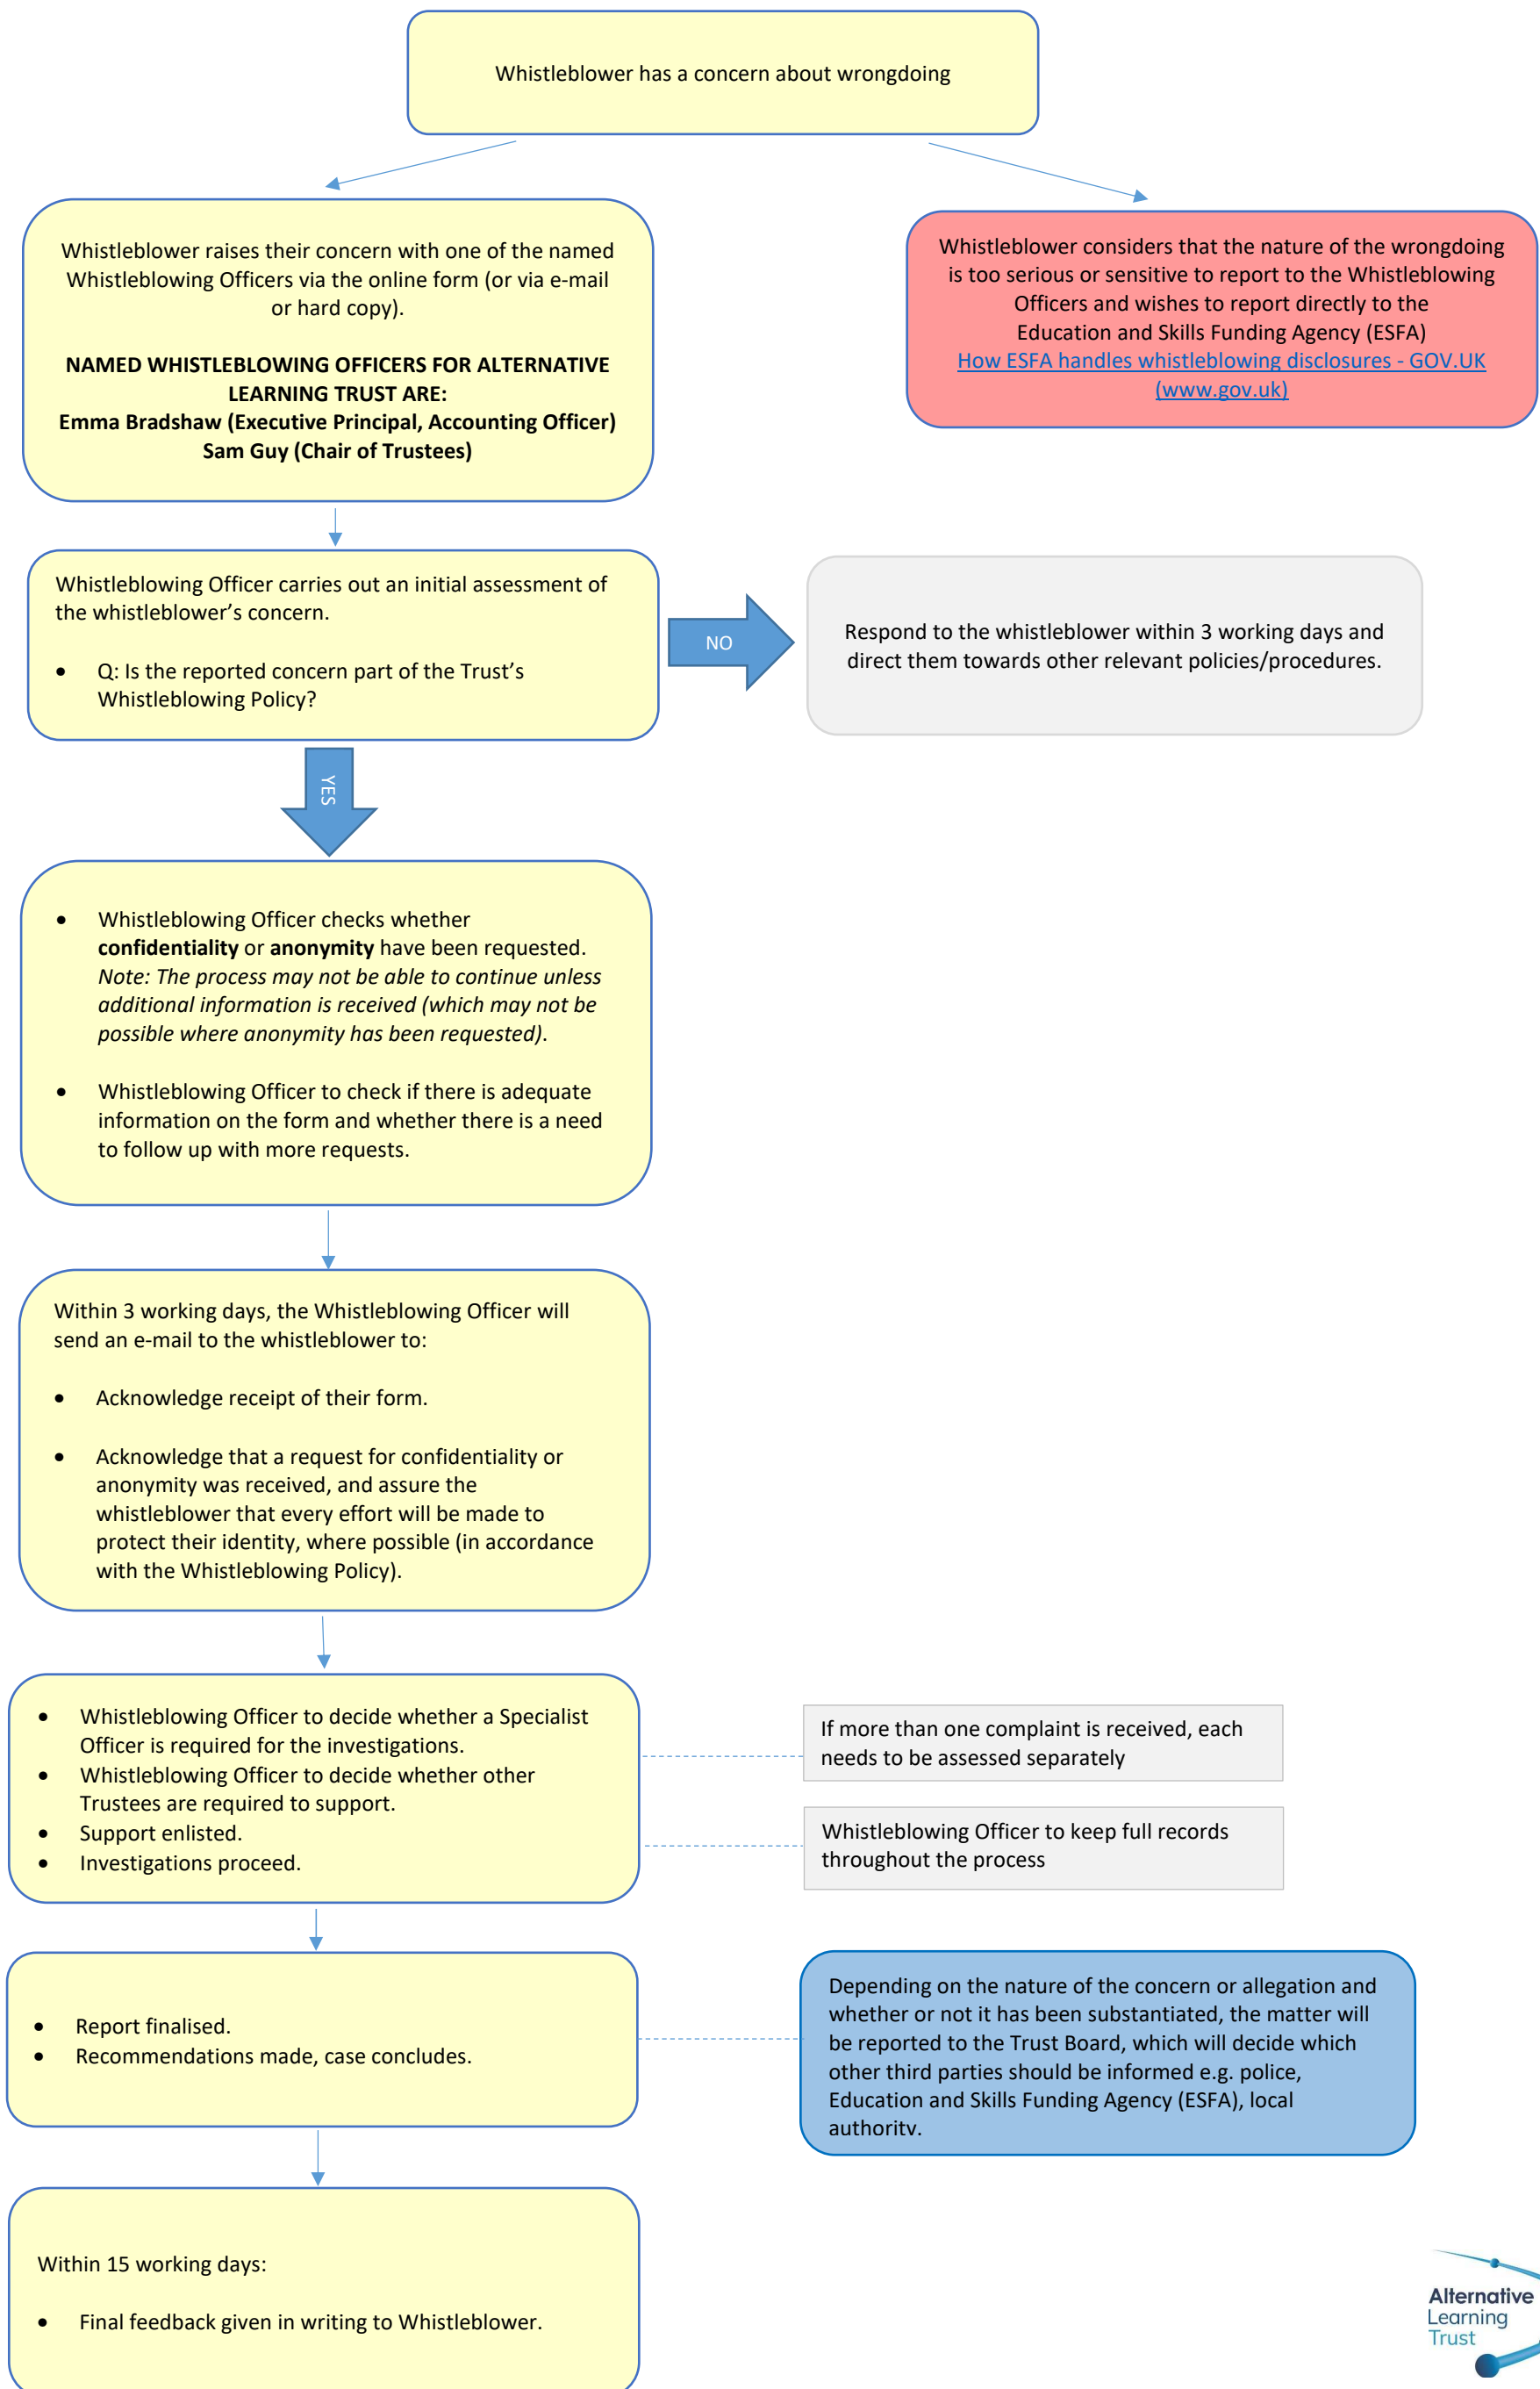 Whistleblower has a concern about wrongdoing
Whistleblower raises their concern with one of the named
Whistleblowing Officers via the online form (or via e-mail
or hard copy).
NAMED WHISTLEBLOWING OFFICERS FOR ALTERNATIVE
LEARNING TRUST ARE:
Emma Bradshaw (Executive Principal, Accounting Officer)
Sam Guy (Chair of Trustees)
Whistleblower considers that the nature of the wrongdoing
is too serious or sensitive to report to the Whistleblowing
Officers and wishes to report directly to the
Education and Skills Funding Agency (ESFA)
How ESFA handles whistleblowing disclosures - GOV.UK
(www.gov.uk)
Whistleblowing Officer carries out an initial assessment of
the whistleblower's concern.
• Q: Is the reported concern part of the Trust's
Whistleblowing Policy?
NO
Respond to the whistleblower within 3 working days and
direct them towards other relevant policies/procedures.
YES
• Whistleblowing Officer checks whether
confidentiality or anonymity have been requested.
Note: The process may not be able to continue unless
additional information is received (which may not be
possible where anonymity has been requested).
• Whistleblowing Officer to check if there is adequate
information on the form and whether there is a need
to follow up with more requests.
Within 3 working days, the Whistleblowing Officer will
send an e-mail to the whistleblower to:
• Acknowledge receipt of their form.
• Acknowledge that a request for confidentiality or
anonymity was received, and assure the
whistleblower that every effort will be made to
protect their identity, where possible (in accordance
with the Whistleblowing Policy).
• Whistleblowing Officer to decide whether a Specialist
Officer is required for the investigations.
• Whistleblowing Officer to decide whether other
Trustees are required to support.
• Support enlisted.
• Investigations proceed.
If more than one complaint is received, each
needs to be assessed separately
Whistleblowing Officer to keep full records
throughout the process
• Report finalised.
• Recommendations made, case concludes.
Depending on the nature of the concern or allegation and
whether or not it has been substantiated, the matter will
be reported to the Trust Board, which will decide which
other third parties should be informed e.g. police,
Education and Skills Funding Agency (ESFA), local
authority.
Within 15 working days:
• Final feedback given in writing to Whistleblower.
Alternative
Learning
Trust